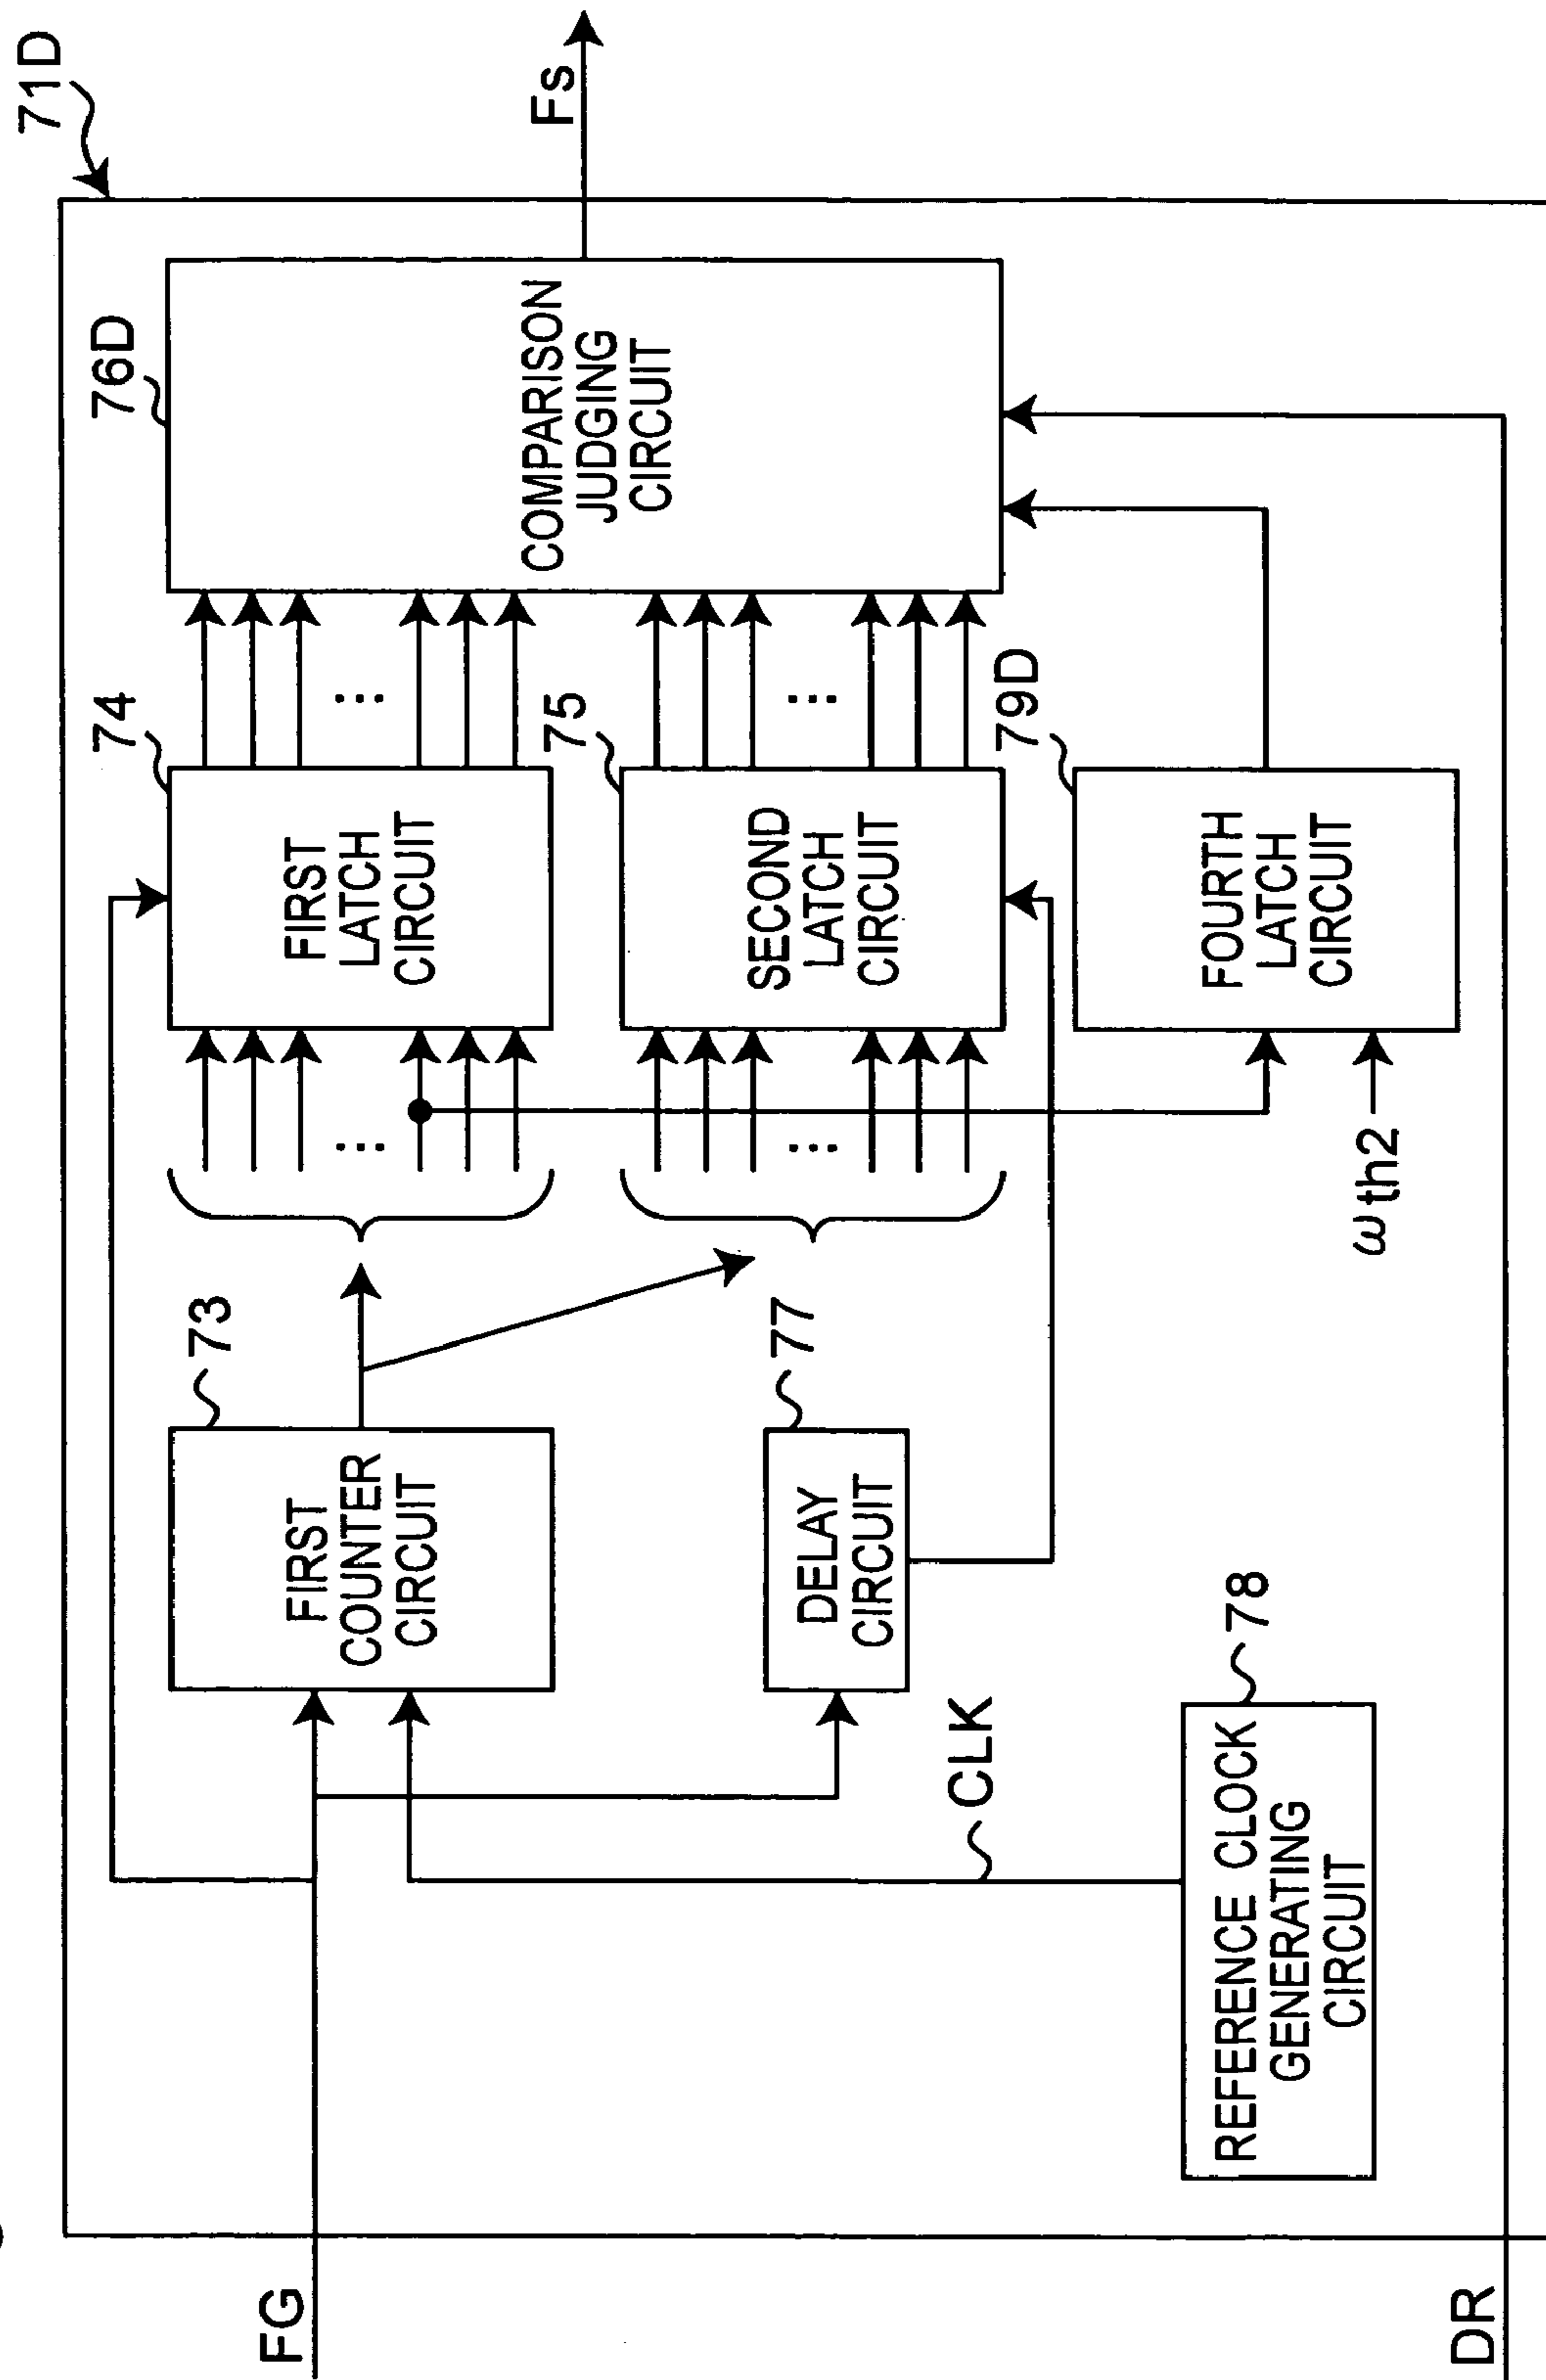 71D
Fs
76D
COMPARISON
JUDGING
CIRCUIT
74
FIRST
LATCH
CIRCUIT
75
SECOND
LATCH
CIRCUIT
79D
FOURTH
LATCH
CIRCUIT
ωth2
73
FIRST
COUNTER
CIRCUIT
77
DELAY
CIRCUIT
CLK
78
REFERENCE CLOCK
GENERATING
CIRCUIT
FG
DR